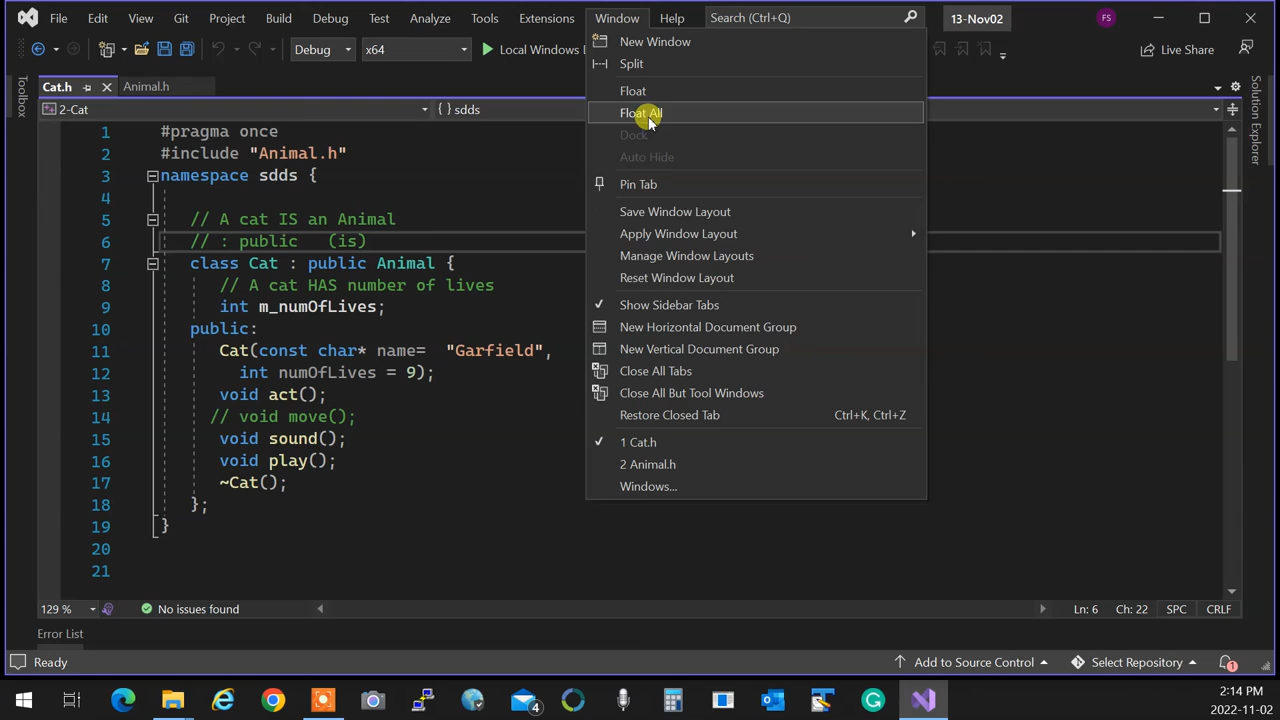 File Edit View Git Project Build Debug Test Analyze Tools Extensions Window Help Search (Ctrl+Q) 13-Nov02 FS
Debug x64 Local Windows D Live Share
Cat.h Animal.h
2-Cat { } sdds
Toolbox
Solution Explorer
1 #pragma once
2 #include "Animal.h"
3 namespace sdds {
4
5 // A cat IS an Animal
6 // : public (is)
7 class Cat : public Animal {
8 // A cat HAS number of lives
9 int m_numOfLives;
10 public:
11 Cat(const char* name= "Garfield",
12 int numOfLives = 9);
13 void act();
14 // void move();
15 void sound();
16 void play();
17 ~Cat();
18 };
19 }
20
21
New Window
Split
Float
Float All
Dock
Auto Hide
Pin Tab
Save Window Layout
Apply Window Layout
Manage Window Layouts
Reset Window Layout
Show Sidebar Tabs
New Horizontal Document Group
New Vertical Document Group
Close All Tabs
Close All But Tool Windows
Restore Closed Tab Ctrl+K, Ctrl+Z
1 Cat.h
2 Animal.h
Windows...
129 % No issues found Ln: 6 Ch: 22 SPC CRLF
Error List
Ready Add to Source Control Select Repository 1
4
2:14 PM
2022-11-02